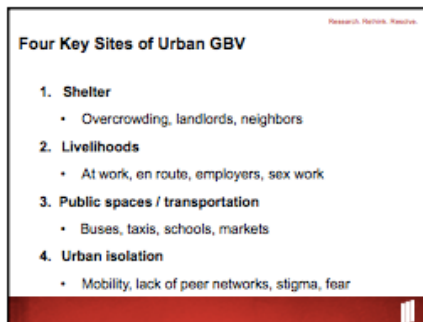 Research. Rethink. Resolve.
Four Key Sites of Urban GBV
1. Shelter
• Overcrowding, landlords, neighbors
2. Livelihoods
• At work, en route, employers, sex work
3. Public spaces / transportation
• Buses, taxis, schools, markets
4. Urban isolation
• Mobility, lack of peer networks, stigma, fear